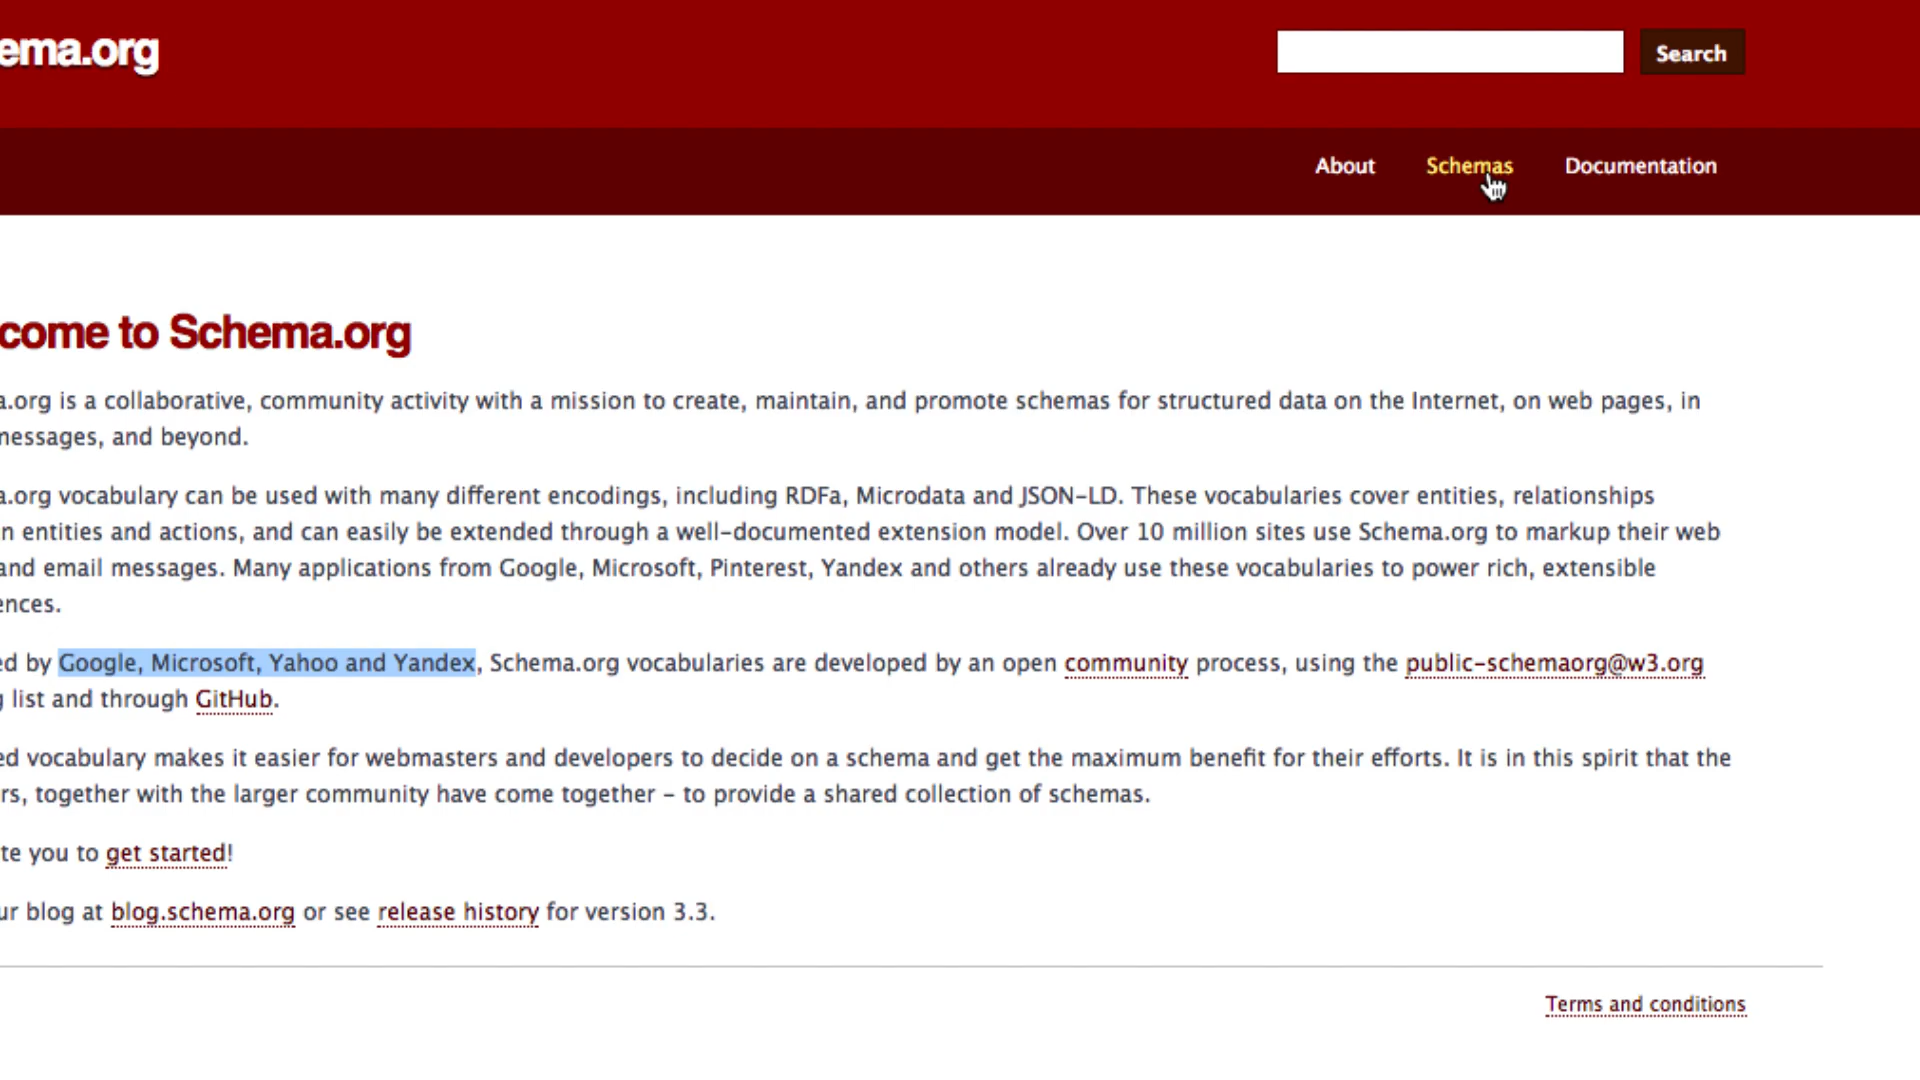 ema.org
Search
About Schemas Documentation
come to Schema.org
a.org is a collaborative, community activity with a mission to create, maintain, and promote schemas for structured data on the Internet, on web pages, in
messages, and beyond.
a.org vocabulary can be used with many different encodings, including RDFa, Microdata and JSON-LD. These vocabularies cover entities, relationships
n entities and actions, and can easily be extended through a well-documented extension model. Over 10 million sites use Schema.org to markup their web
and email messages. Many applications from Google, Microsoft, Pinterest, Yandex and others already use these vocabularies to power rich, extensible
ences.
ed by Google, Microsoft, Yahoo and Yandex, Schema.org vocabularies are developed by an open community process, using the public-schemaorg@w3.org
g list and through GitHub.
ed vocabulary makes it easier for webmasters and developers to decide on a schema and get the maximum benefit for their efforts. It is in this spirit that the
rs, together with the larger community have come together - to provide a shared collection of schemas.
te you to get started!
ur blog at blog.schema.org or see release history for version 3.3.
Terms and conditions